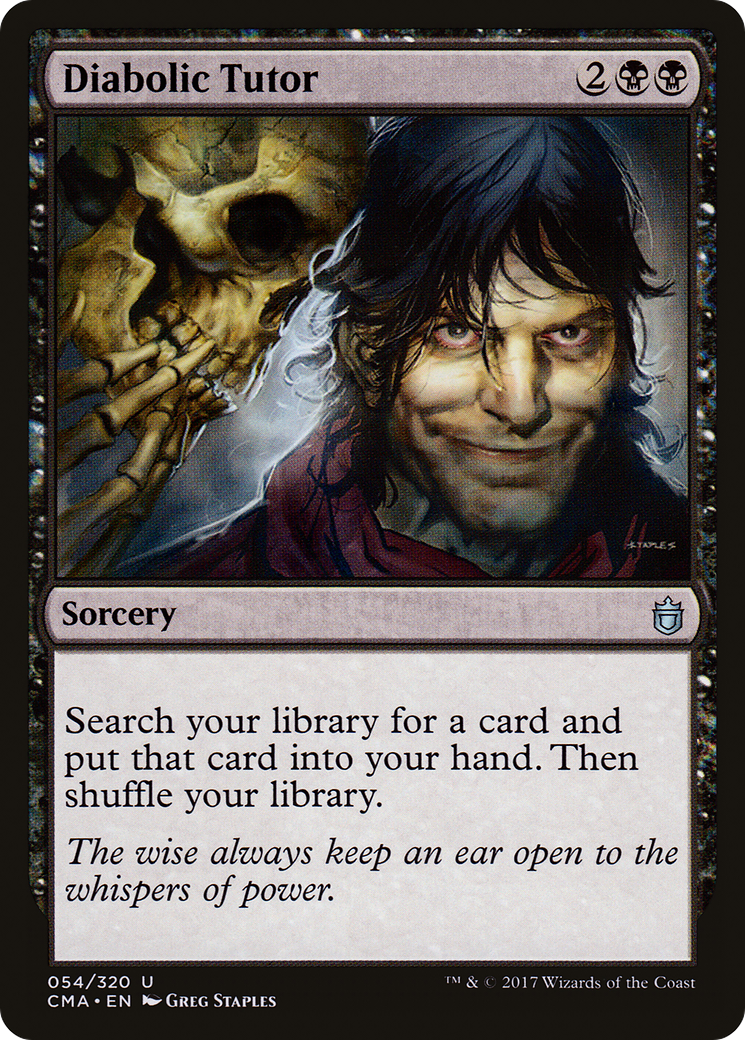 Diabolic Tutor 2
STAPLES
Sorcery
Search your library for a card and
put that card into your hand. Then
shuffle your library.
The wise always keep an ear open to the
whispers of power.
054/320 U
™ & © 2017 Wizards of the Coast
CMA • EN Greg Staples